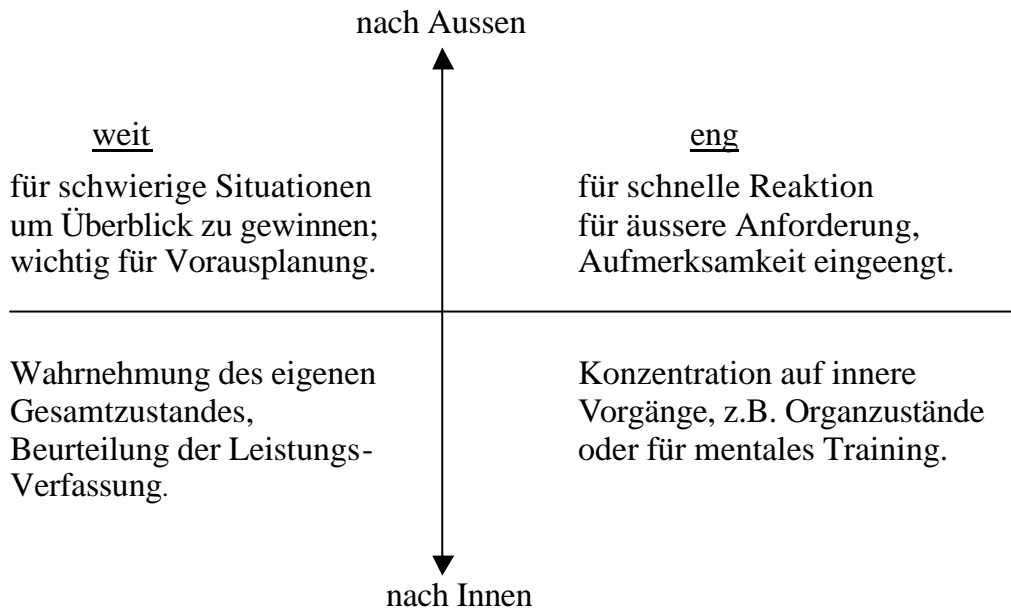 nach Aussen
weit
für schwierige Situationen
um Überblick zu gewinnen;
wichtig für Vorausplanung.
eng
für schnelle Reaktion
für äussere Anforderung,
Aufmerksamkeit eingeengt.
Wahrnehmung des eigenen
Gesamtzustandes,
Beurteilung der Leistungs-
Verfassung.
Konzentration auf innere
Vorgänge, z.B. Organzustände
oder für mentales Training.
nach Innen